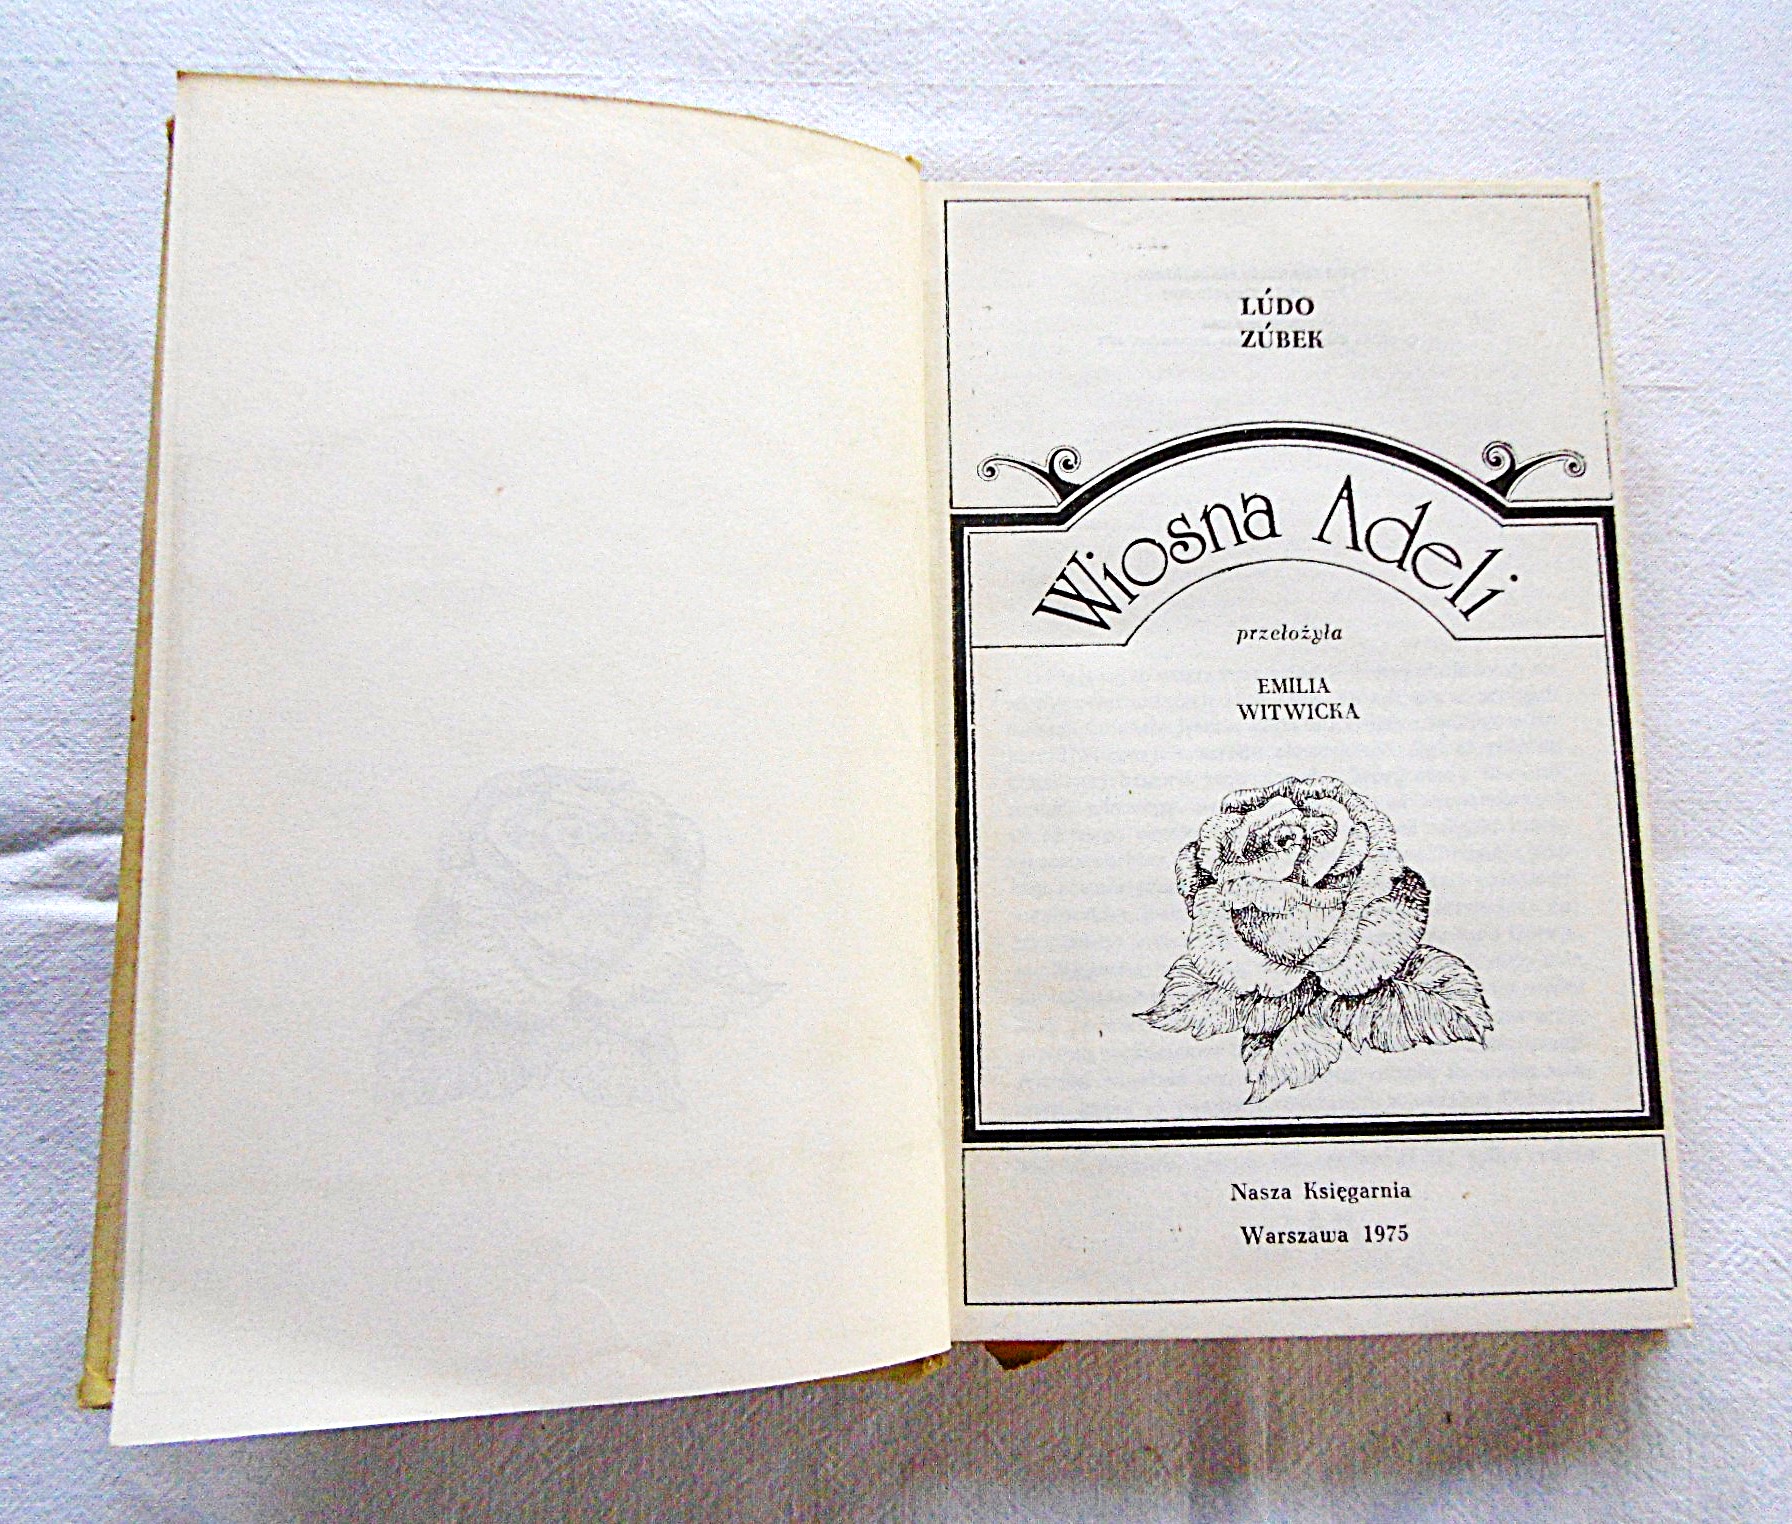 LÚDO
ZÚBEK
Wiosna Adeli
przełożyła
EMILIA
WITWICKA
Nasza Księgarnia
Warszawa 1975